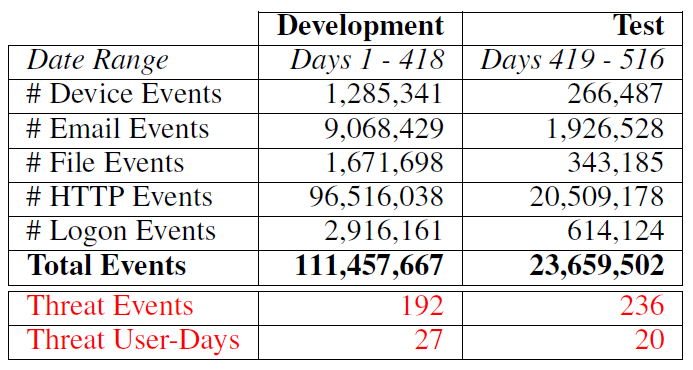 Development Test
Date Range Days 1 - 418 Days 419 - 516
# Device Events 1,285,341 266,487
# Email Events 9,068,429 1,926,528
# File Events 1,671,698 343,185
# HTTP Events 96,516,038 20,509,178
# Logon Events 2,916,161 614,124
Total Events 111,457,667 23,659,502
Threat Events 192 236
Threat User-Days 27 20